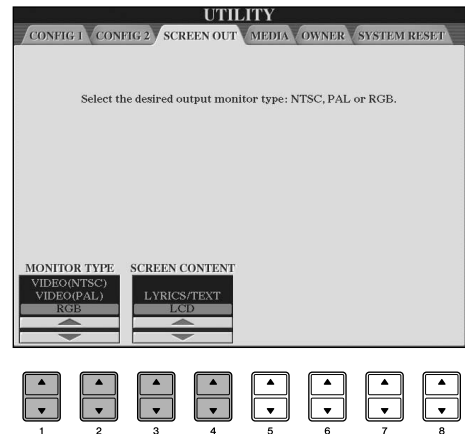 UTILITY
CONFIG 1 CONFIG 2 SCREEN OUT MEDIA OWNER SYSTEM RESET
Select the desired output monitor type: NTSC, PAL or RGB.
MONITOR TYPE SCREEN CONTENT
VIDEO(NTSC)
VIDEO(PAL) LYRICS/TEXT
RGB LCD
1 2 3 4 5 6 7 8